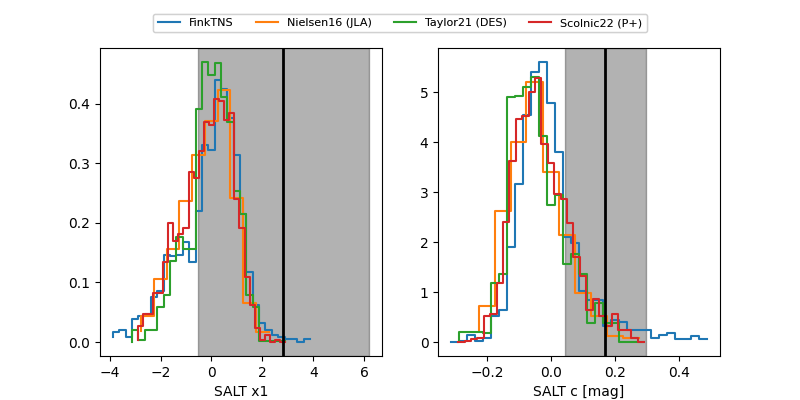 FinkTNS Nielsen16 (JLA) Taylor21 (DES) Scolnic22 (P+)
0.4
0.3
0.2
0.1
0.0
−4 −2 0 2 4 6
SALT x1
5
4
3
2
1
0
−0.2 0.0 0.2 0.4
SALT c [mag]